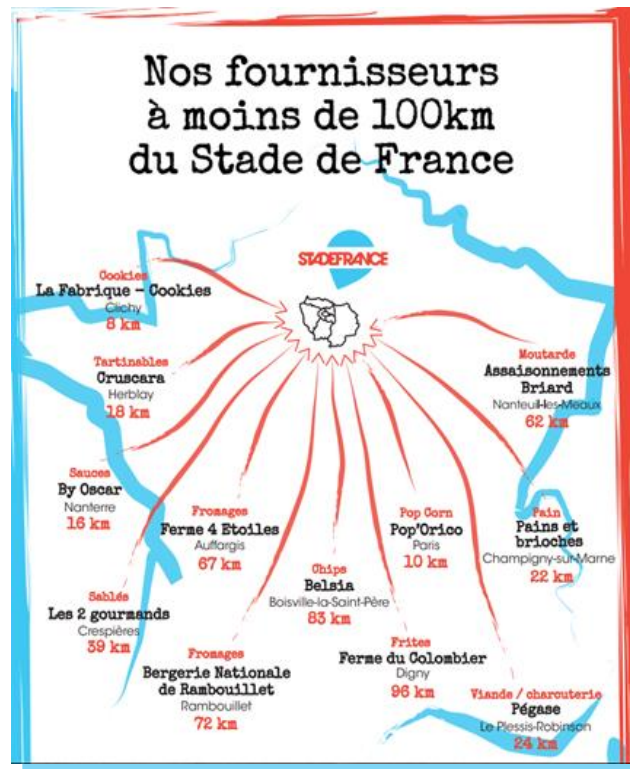 Nos fournisseurs
à moins de 100km
du Stade de France
STADEFRANCE
Cookies
La Fabrique - Cookies
Clichy
8 km
Tartinables
Cruscara
Herblay
18 km
Moutarde
Assaisonnements
Briard
Nanteuil-les-Meaux
62 km
Sauces
By Oscar
Nanterre
16 km
Fromages
Ferme 4 Etoiles
Auffargis
67 km
Pop Corn
Pop'Orico
Paris
10 km
Pain
Pains et
brioches
Champigny-sur-Marne
22 km
Chips
Belsia
Boisville-la-Saint-Père
83 km
Sablés
Les 2 gourmands
Crespières
39 km
Fromages
Bergerie Nationale
de Rambouillet
Rambouillet
72 km
Frites
Ferme du Colombier
Digny
96 km
Viande / charcuterie
Pégase
Le Plessis-Robinson
24 km